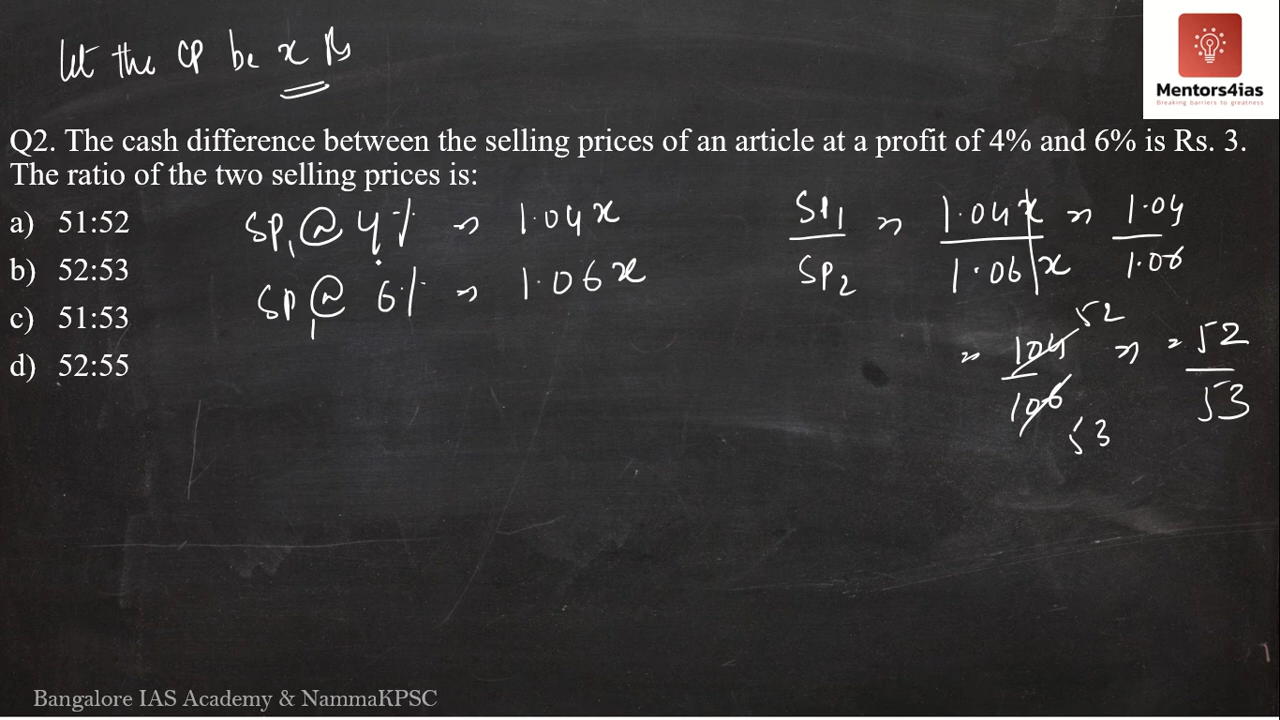 let the CP be x Rs
Mentors4ias
Breaking barriers to greatness
Q2. The cash difference between the selling prices of an article at a profit of 4% and 6% is Rs. 3.
The ratio of the two selling prices is:
a) 51:52
b) 52:53
c) 51:53
d) 52:55
SP1 @ 4% ⇒ 1.04x
SP @ 6% ⇒ 1.06x
SP1 / SP2 ⇒ 1.04x / 1.06x ⇒ 1.04 / 1.06
= 104 / 106 ⇒ = 52 / 53
52
53
Bangalore IAS Academy & NammaKPSC